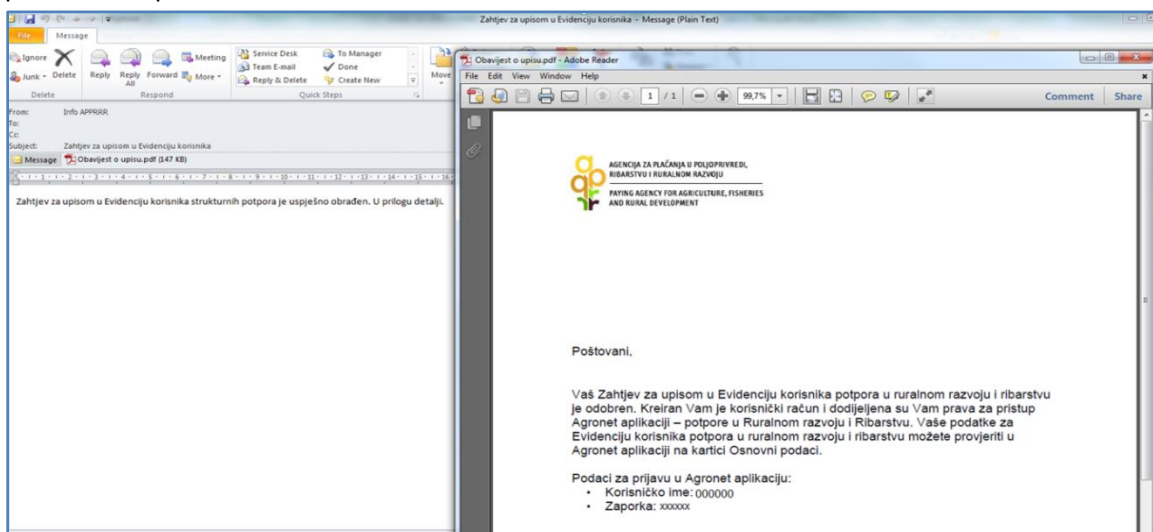 Zahtjev za upisom u Evidenciju korisnika - Message (Plain Text)
File Message
Ignore
Junk
Delete
Reply
Reply All
Forward
Meeting
More
Service Desk
Team E-mail
Reply & Delete
To Manager
Done
Create New
Move
Delete
Respond
Quick Steps
From: Info APPRRR
To:
Cc:
Subject: Zahtjev za upisom u Evidenciju korisnika
Message Obavijest o upisu.pdf (147 KB)
Zahtjev za upisom u Evidenciju korisnika strukturnih potpora je uspješno obrađen. U prilogu detalji.
Obavijest o upisu.pdf - Adobe Reader
File Edit View Window Help
1 / 1 99,7% Comment Share
AGENCIJA ZA PLAĆANJA U POLJOPRIVREDI,
RIBARSTVU I RURALNOM RAZVOJU
PAYING AGENCY FOR AGRICULTURE, FISHERIES
AND RURAL DEVELOPMENT
Poštovani,
Vaš Zahtjev za upisom u Evidenciju korisnika potpora u ruralnom razvoju i ribarstvu
je odobren. Kreiran Vam je korisnički račun i dodijeljena su Vam prava za pristup
Agronet aplikaciji – potpore u Ruralnom razvoju i Ribarstvu. Vaše podatke za
Evidenciju korisnika potpora u ruralnom razvoju i ribarstvu možete provjeriti u
Agronet aplikaciji na kartici Osnovni podaci.
Podaci za prijavu u Agronet aplikaciju:
• Korisničko ime: 000000
• Zaporka: xxxxxx